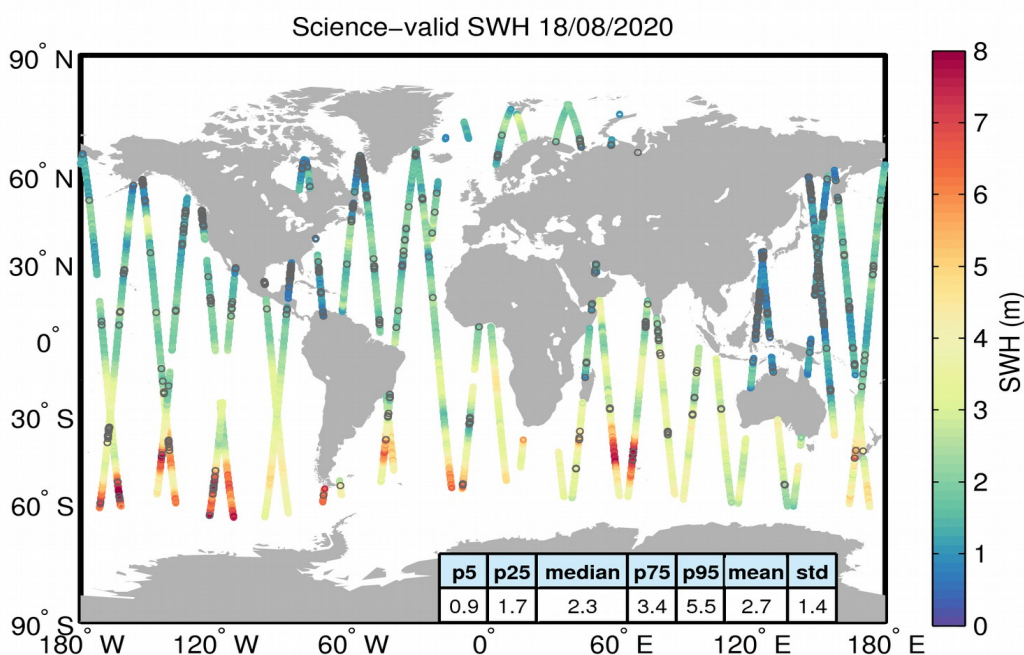 Science−valid SWH 18/08/2020
90° N
60° N
30° N
0°
30° S
60° S
90° S
180° W
120° W
60° W
0°
60° E
120° E
180° E
p5 p25 median p75 p95 mean std
0.9 1.7 2.3 3.4 5.5 2.7 1.4
8
7
6
5
4
3
2
1
0
SWH (m)